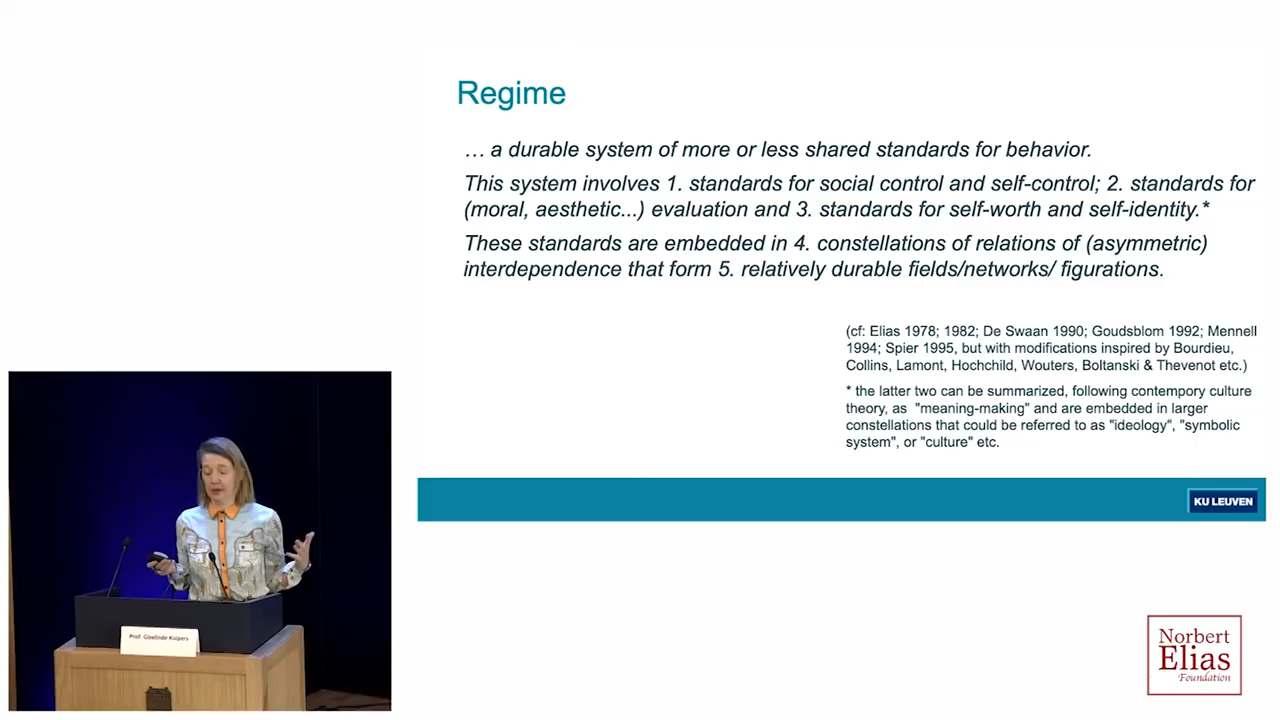 Regime
… a durable system of more or less shared standards for behavior.
This system involves 1. standards for social control and self-control; 2. standards for
(moral, aesthetic...) evaluation and 3. standards for self-worth and self-identity.*
These standards are embedded in 4. constellations of relations of (asymmetric)
interdependence that form 5. relatively durable fields/networks/ figurations.
(cf: Elias 1978; 1982; De Swaan 1990; Goudsblom 1992; Mennell
1994; Spier 1995, but with modifications inspired by Bourdieu,
Collins, Lamont, Hochchild, Wouters, Boltanski & Thevenot etc.)
* the latter two can be summarized, following contempory culture
theory, as "meaning-making" and are embedded in larger
constellations that could be referred to as "ideology", "symbolic
system", or "culture" etc.
KU LEUVEN
Prof. Giselinde Kuipers
Norbert
Elias
Foundation